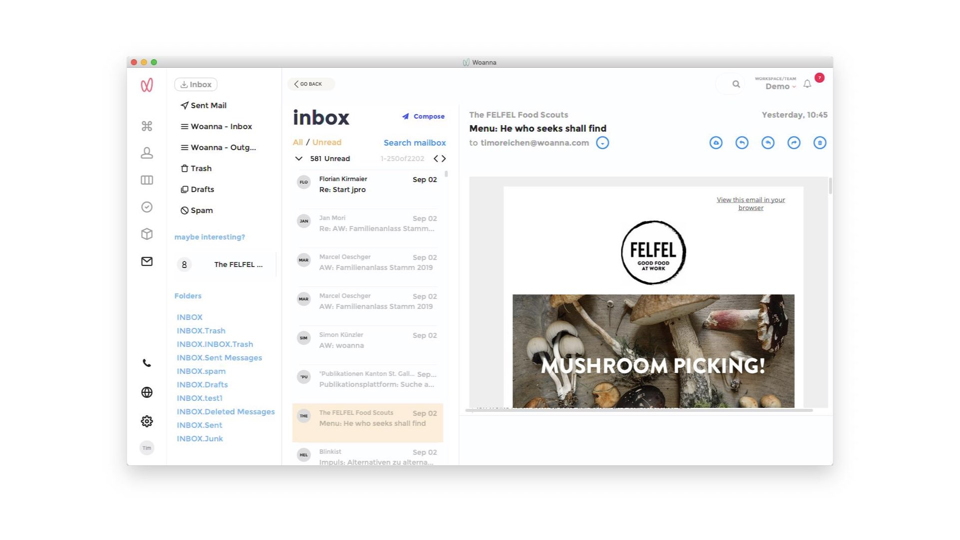 Woanna
Inbox
Sent Mail
Woanna - Inbox
Woanna - Outg...
Trash
Drafts
Spam
maybe interesting?
8
The FELFEL ...
Folders
INBOX
INBOX.Trash
INBOX.INBOX.Trash
INBOX.Sent Messages
INBOX.spam
INBOX.Drafts
INBOX.test1
INBOX.Deleted Messages
INBOX.Sent
INBOX.Junk
Tim
GO BACK
inbox
Compose
All / Unread
Search mailbox
581 Unread
1-250of2202
FLO
Florian Kirmaier
Sep 02
Re: Start jpro
JAN
Jan Mori
Sep 02
Re: AW: Familienanlass Stamm...
MAR
Marcel Oeschger
Sep 02
AW: Familienanlass Stamm 2019
MAR
Marcel Oeschger
Sep 02
AW: Familienanlass Stamm 2019
SIM
Simon Künzler
Sep 02
AW: woanna
"PU
"Publikationen Kanton St. Gall...
Sep...
Publikationsplattform: Suche a...
THE
The FELFEL Food Scouts
Sep 02
Menu: He who seeks shall find
HEL
Blinkist
Sep 02
Impuls: Alternativen zu alterna...
WORKSPACE/TEAM
Demo
The FELFEL Food Scouts
Yesterday, 10:45
Menu: He who seeks shall find
to timoreichen@woanna.com
View this email in your
browser
FELFEL
GOOD FOOD
AT WORK
MUSHROOM PICKING!